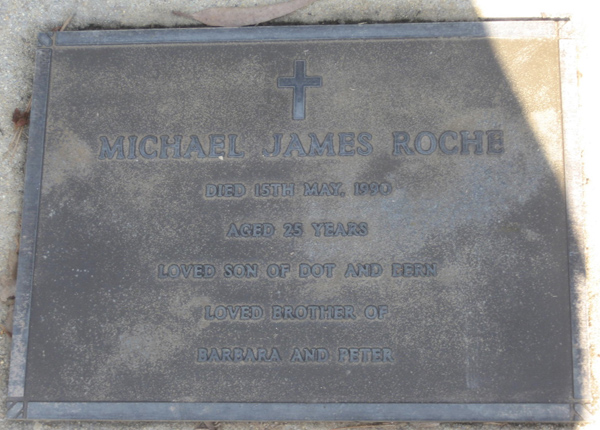 MICHAEL JAMES ROCHE
DIED 15TH MAY, 1990
AGED 25 YEARS
LOVED SON OF DOT AND BERN
LOVED BROTHER OF
BARBARA AND PETER